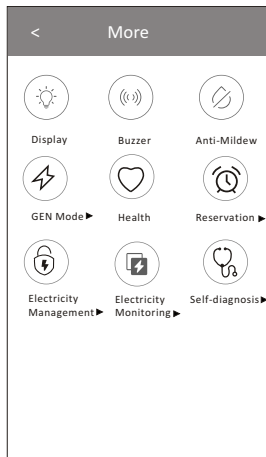 < More
Display Buzzer Anti-Mildew
GEN Mode▶ Health Reservation▶
Electricity Management▶ Electricity Monitoring▶ Self-diagnosis▶